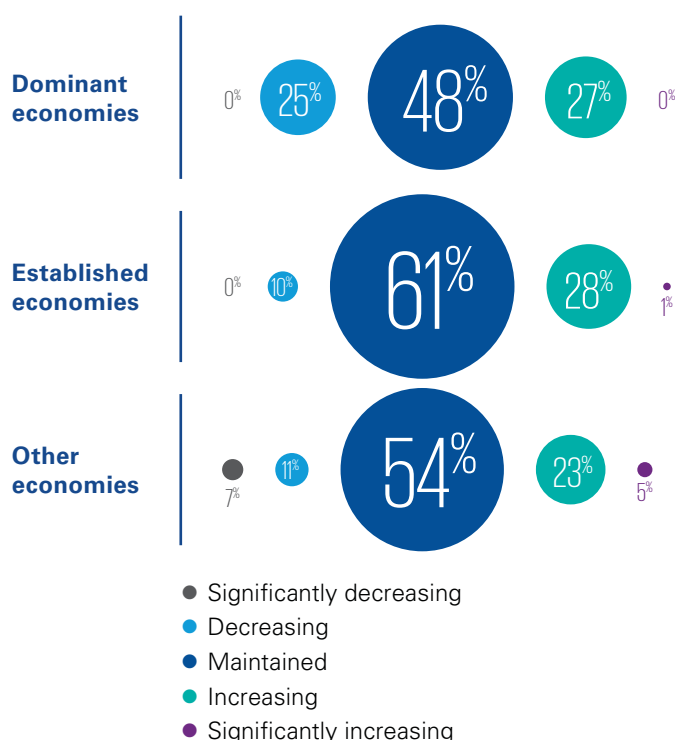 Dominant
economies
0% 25% 48% 27% 0%
Established
economies
0% 10% 61% 28% 1%
Other
economies
7% 11% 54% 23% 5%
Significantly decreasing
Decreasing
Maintained
Increasing
Significantly increasing